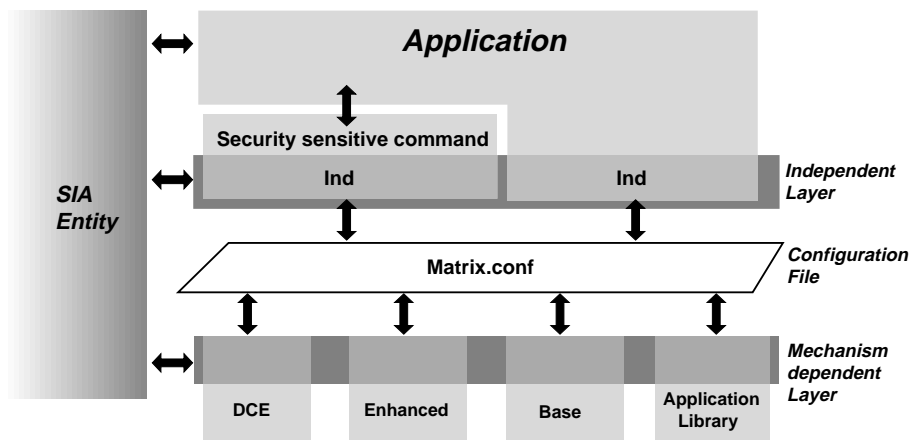 Application
Security sensitive command
Ind
Ind
Independent
Layer
SIA
Entity
Matrix.conf
Configuration
File
Mechanism
dependent
Layer
DCE
Enhanced
Base
Application
Library